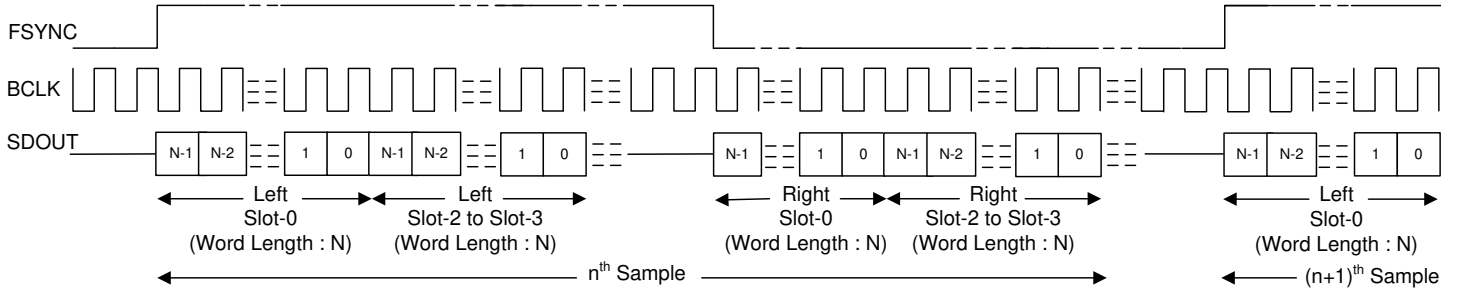 FSYNC
BCLK
SDOUT
N-1 N-2 1 0 N-1 N-2 1 0 N-1 1 0 N-1 N-2 1 0 N-1 N-2 1 0
Left
Slot-0
(Word Length : N)
Left
Slot-2 to Slot-3
(Word Length : N)
Right
Slot-0
(Word Length : N)
Right
Slot-2 to Slot-3
(Word Length : N)
Left
Slot-0
(Word Length : N)
nth Sample
(n+1)th Sample